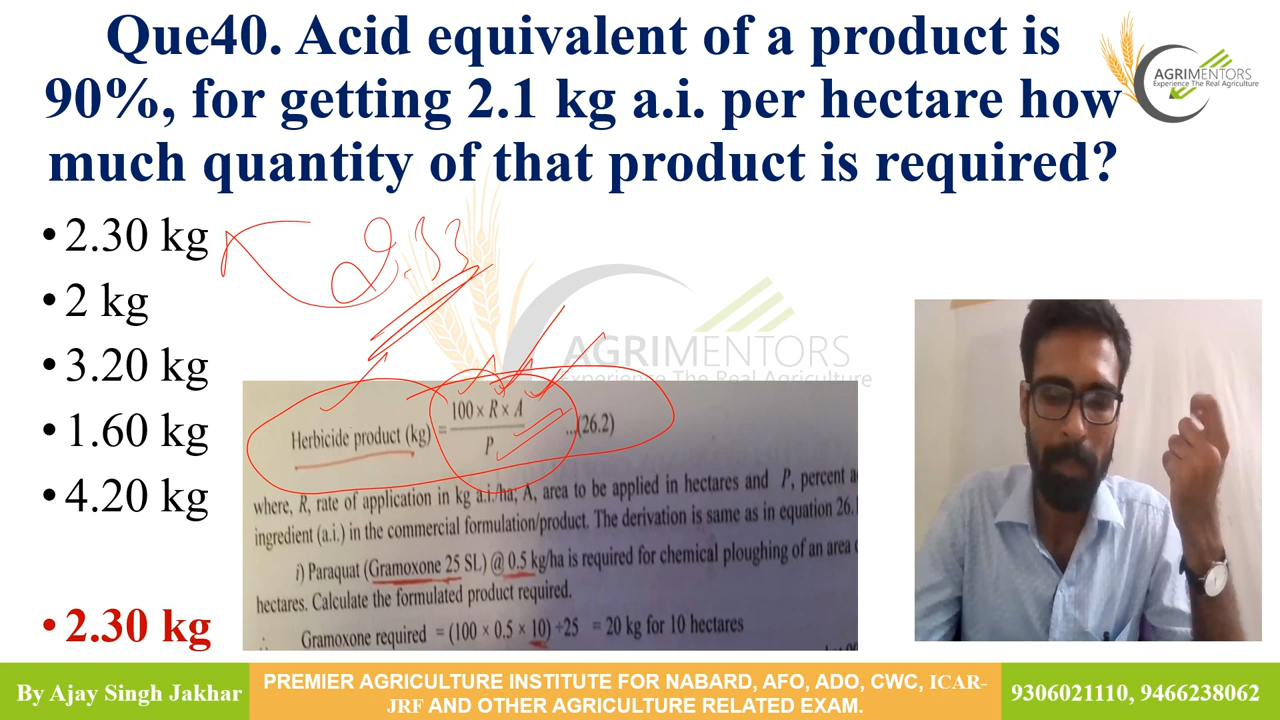 Que40. Acid equivalent of a product is
90%, for getting 2.1 kg a.i. per hectare how
much quantity of that product is required?
AGRIMENTORS
Experience The Real Agriculture
• 2.30 kg
2.33
• 2 kg
• 3.20 kg
• 1.60 kg
• 4.20 kg
• 2.30 kg
AGRIMENTORS
Experience The Real Agriculture
Herbicide product (kg) = 100 × R × A
P ...(26.2)
where, R, rate of application in kg a.i./ha; A, area to be applied in hectares and P, percent
ingredient (a.i.) in the commercial formulation/product. The derivation is same as in equation 26.
i) Paraquat (Gramoxone 25 SL) @ 0.5 kg/ha is required for chemical ploughing of an area
hectares. Calculate the formulated product required.
∴ Gramoxone required = (100 × 0.5 × 10) ÷25 = 20 kg for 10 hectares
By Ajay Singh Jakhar
PREMIER AGRICULTURE INSTITUTE FOR NABARD, AFO, ADO, CWC, ICAR-
JRF AND OTHER AGRICULTURE RELATED EXAM.
9306021110, 9466238062